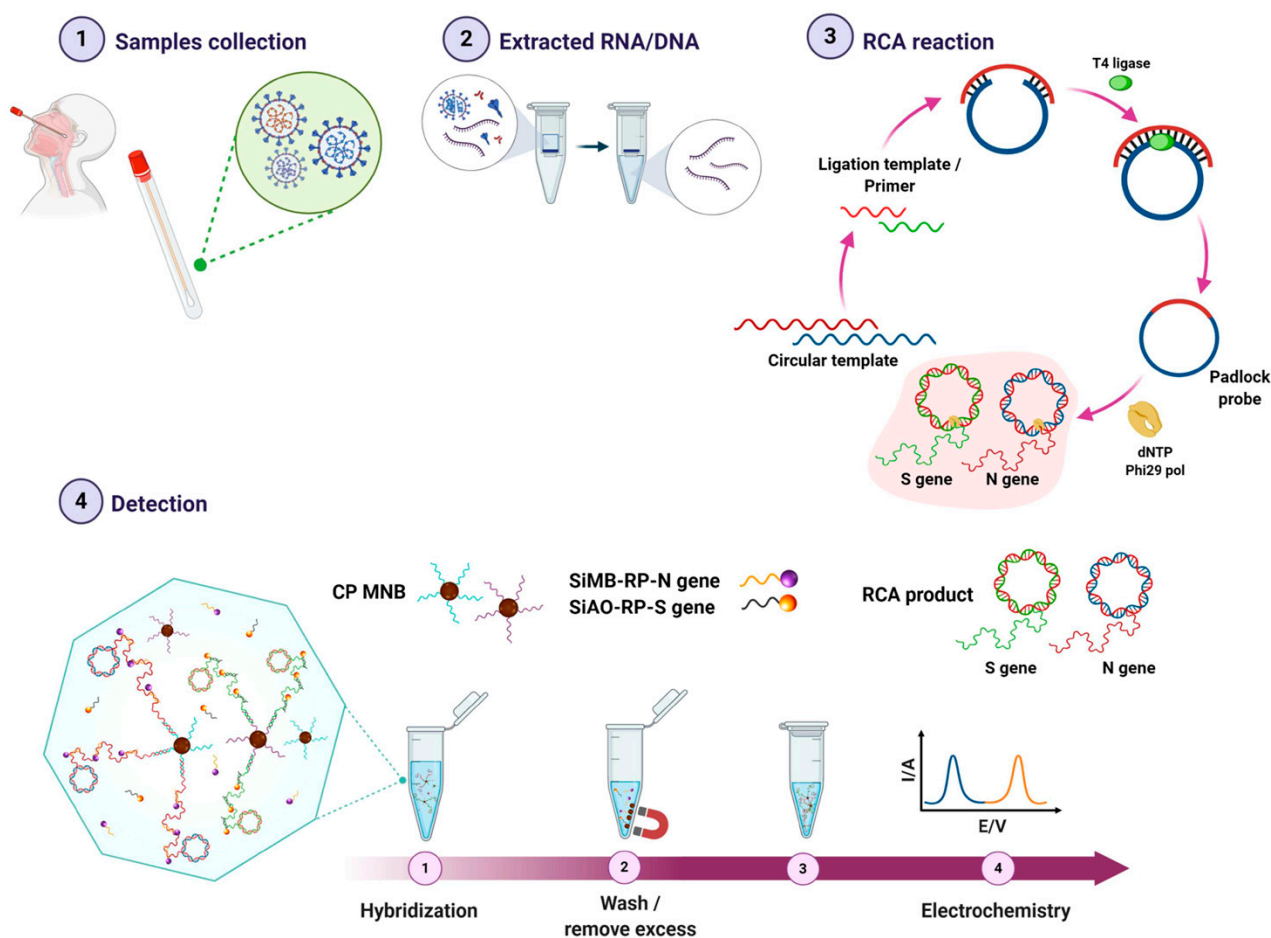 1 Samples collection
2 Extracted RNA/DNA
3 RCA reaction
T4 ligase
Ligation template /
Primer
Circular template
Padlock
probe
dNTP
Phi29 pol
S gene
N gene
4 Detection
CP MNB
SiMB-RP-N gene
SiAO-RP-S gene
RCA product
S gene
N gene
I/A
E/V
1
2
3
4
Hybridization
Wash /
remove excess
Electrochemistry